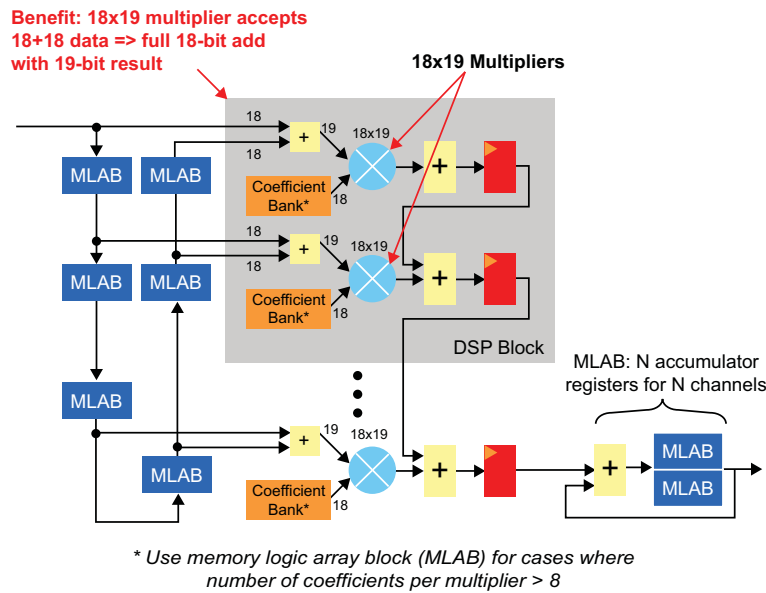 Benefit: 18x19 multiplier accepts
18+18 data => full 18-bit add
with 19-bit result
18x19 Multipliers
18
18
+
19
18x19
+
MLAB
MLAB
Coefficient
Bank*
18
18
18
+
19
18x19
+
MLAB
MLAB
Coefficient
Bank*
18
DSP Block
MLAB: N accumulator
registers for N channels
MLAB
+
19
18x19
+
+
MLAB
MLAB
MLAB
Coefficient
Bank*
18
* Use memory logic array block (MLAB) for cases where
number of coefficients per multiplier > 8